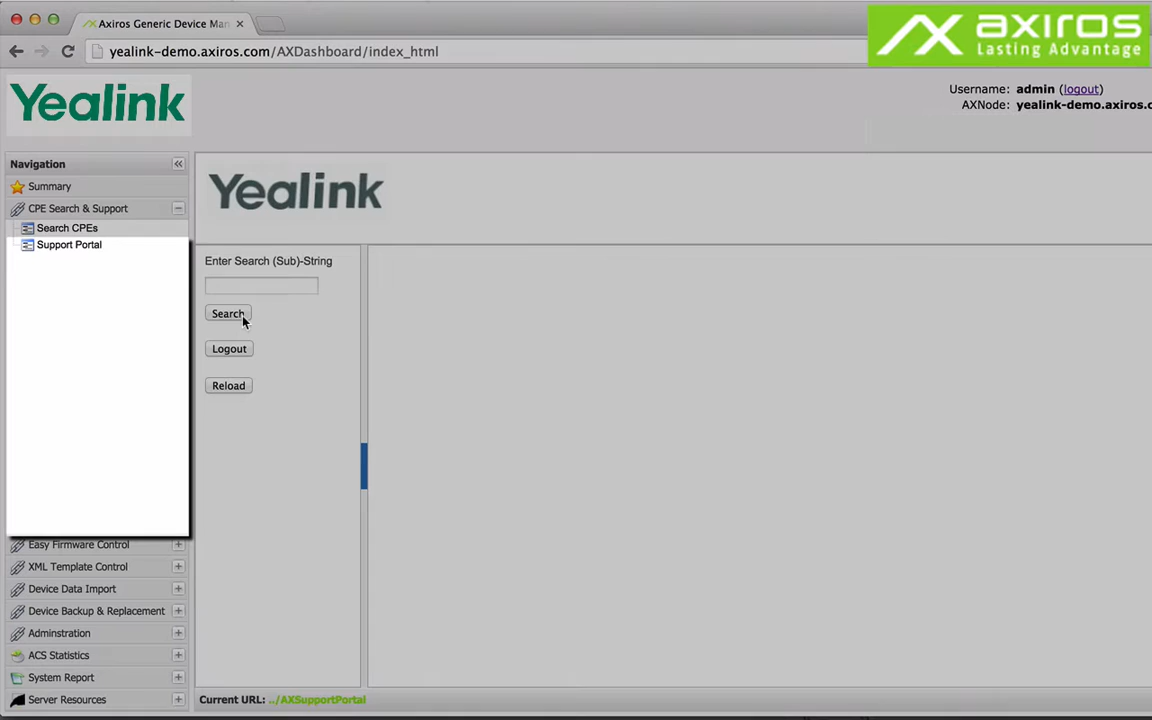 Axiros Generic Device Mar
yealink-demo.axiros.com/AXDashboard/index_html
axiros
Lasting Advantage
Yealink
Username: admin (logout)
AXNode: yealink-demo.axiros.c
Navigation
Summary
CPE Search & Support
Search CPEs
Support Portal
Easy Firmware Control
XML Template Control
Device Data Import
Device Backup & Replacement
Adminstration
ACS Statistics
System Report
Server Resources
Yealink
Enter Search (Sub)-String
Search
Logout
Reload
Current URL: ../AXSupportPortal